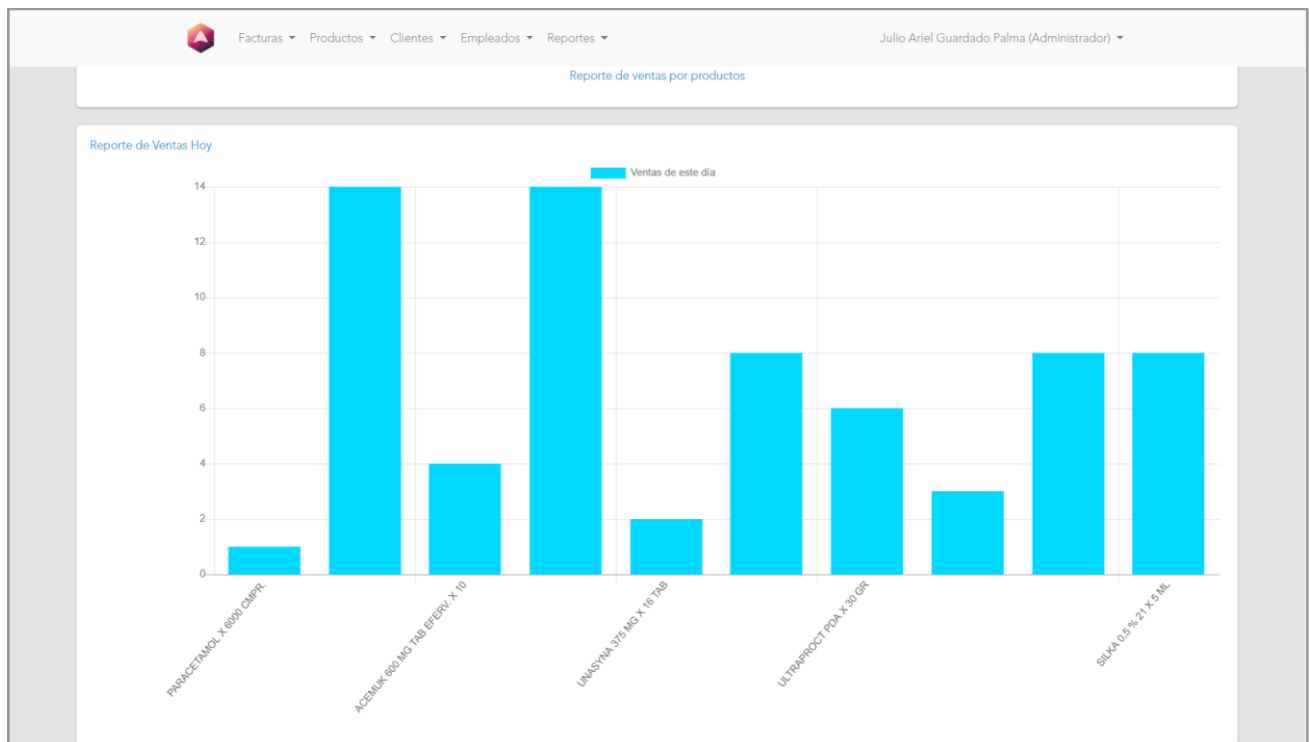 Facturas Productos Clientes Empleados Reportes Julio Ariel Guardado Palma (Administrador)
Reporte de ventas por productos
Reporte de Ventas Hoy
Ventas de este día
14
12
10
8
6
4
2
0
PARACETAMOL X 6000 CMPR.
ACEMUK 600 MG TAB EFERV. X 10
UNASYNA 375 MG X 16 TAB
ULTRAPROCT PDA X 30 GR
SILKA 0.5 % 21 X 5 ML